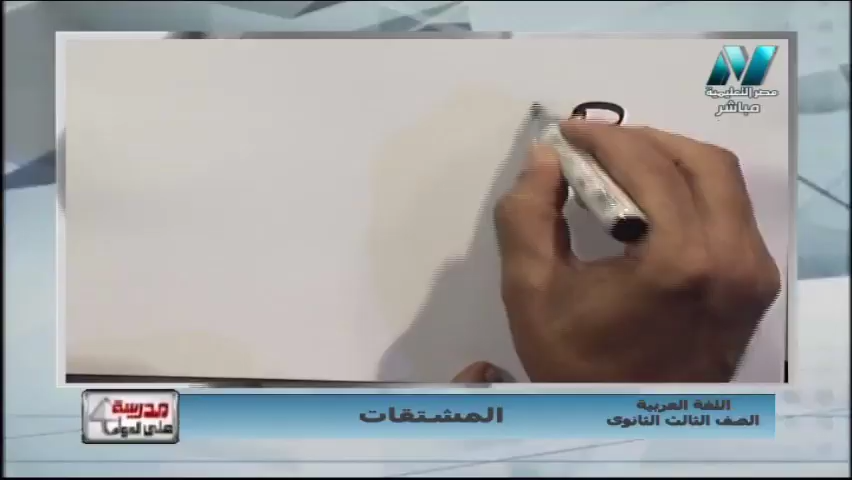 مصر التعليمية
مباشر
اللغة العربية
الصف الثالث الثانوى
المشتقات
مدرسة
على الهوا